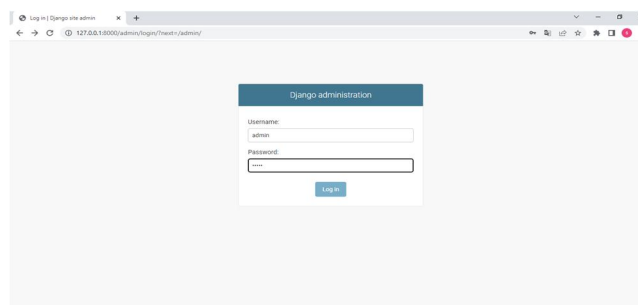 Log in | Django site admin
127.0.0.1:8000/admin/login/?next=/admin/
Django administration
Username:
admin
Password:
•••••
Log in